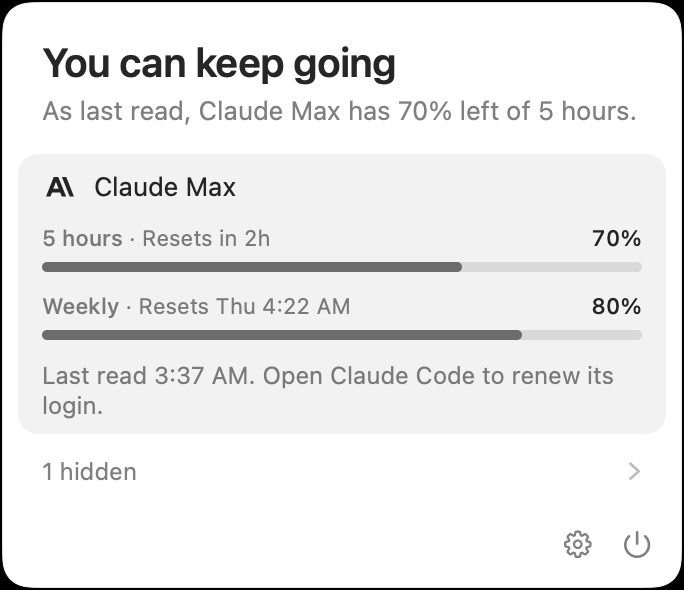 You can keep going
As last read, Claude Max has 70% left of 5 hours.
Claude Max
5 hours · Resets in 2h
70%
Weekly · Resets Thu 4:22 AM
80%
Last read 3:37 AM. Open Claude Code to renew its
login.
1 hidden